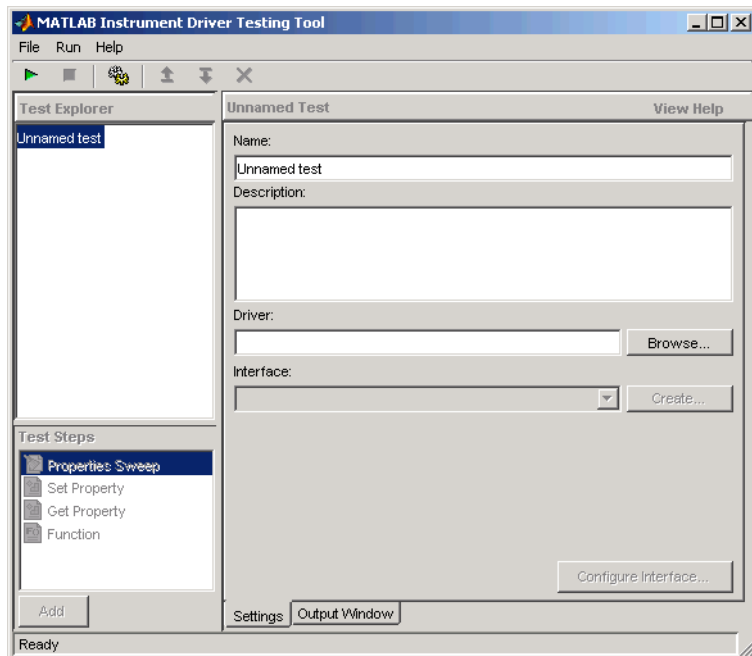 MATLAB Instrument Driver Testing Tool
File Run Help
Test Explorer
Unnamed test
Test Steps
Properties Sweep
Set Property
Get Property
Function
Add
Unnamed Test View Help
Name:
Unnamed test
Description:
Driver:
Browse...
Interface:
Create...
Configure Interface...
Settings Output Window
Ready